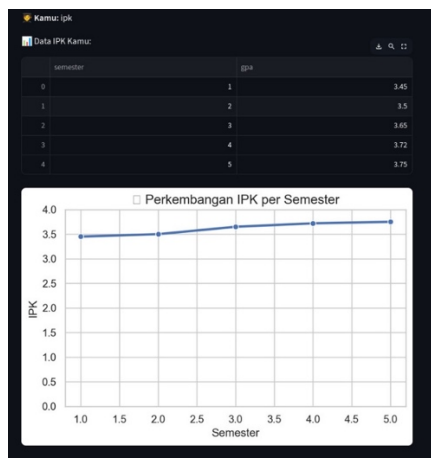 Kamu: ipk
Data IPK Kamu:
semester gpa
0 1 3.45
1 2 3.5
2 3 3.65
3 4 3.72
4 5 3.75
Perkembangan IPK per Semester
4.0
3.5
3.0
2.5
2.0
1.5
1.0
0.5
0.0
IPK
1.0 1.5 2.0 2.5 3.0 3.5 4.0 4.5 5.0
Semester